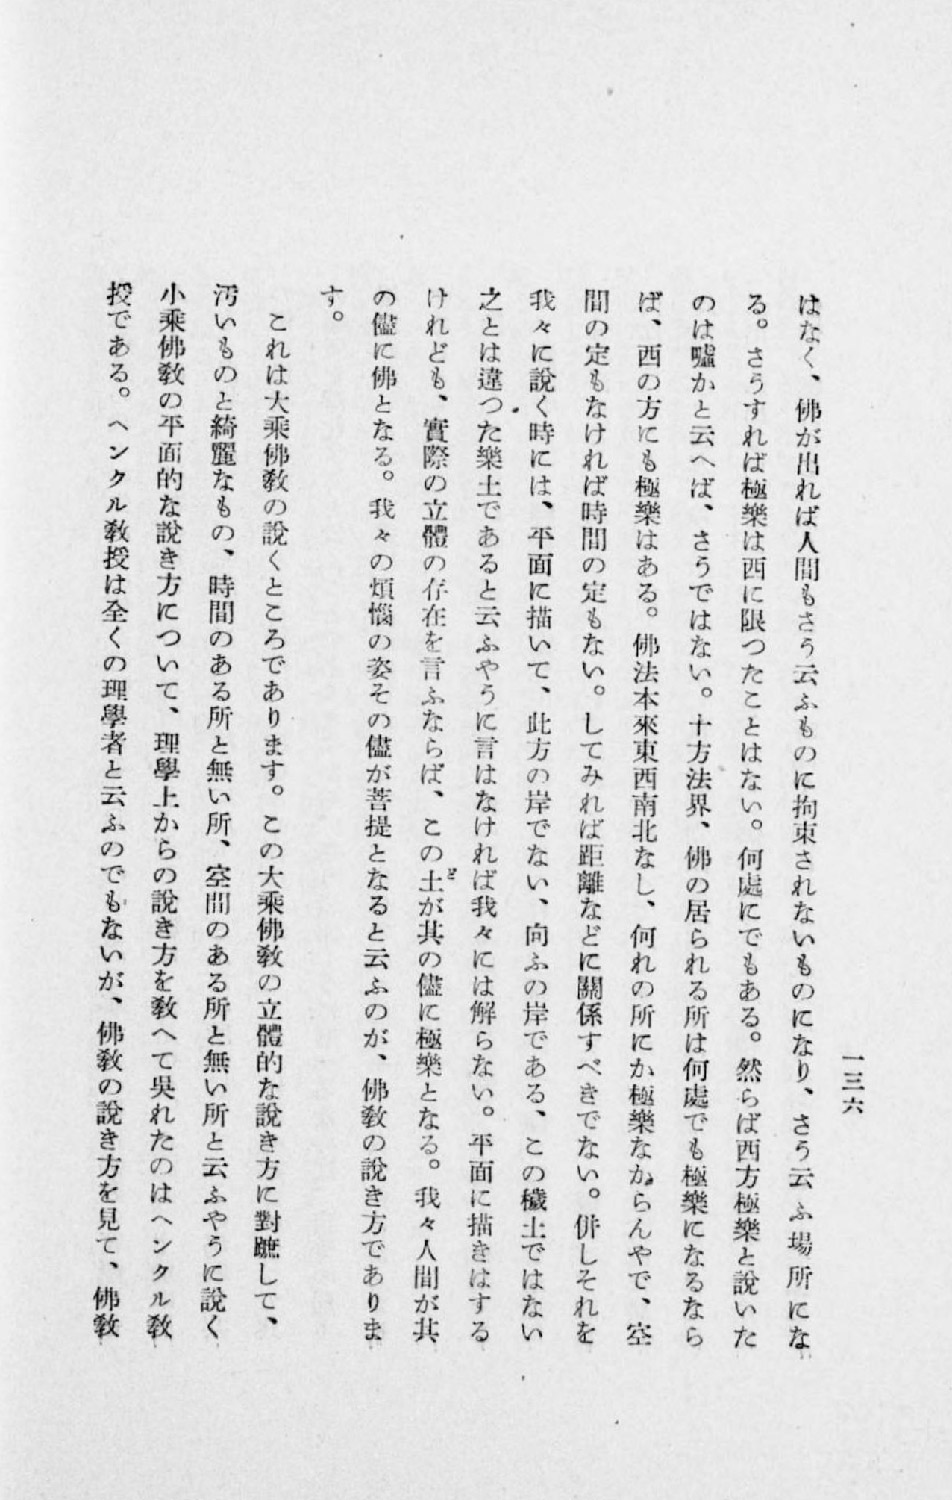 一三六
はなく、佛が出れば人間もさう云ふものに拘束されないものになり、さう云ふ場所にな
る。さうすれば極樂は西に限つたことはない。何處にでもある。然らば西方極樂と說いた
のは噓かと云へば、さうではない。十方法界、佛の居られる所は何處でも極樂になるなら
ば、西の方にも極樂はある。佛法本來東西南北なし、何れの所にか極樂なからんやで、空
間の定もなければ時間の定もない。してみれば距離などに關係すべきでない。併しそれを
我々に說く時には、平面に描いて、此方の岸でない、向ふの岸である、この穢土ではない
之とは違つた樂土であると云ふやうに言はなければ我々には解らない。平面に描きはする
けれども、實際の立體の存在を言ふならば、この土が其の儘に極樂となる。我々人間が其
の儘に佛となる。我々の煩惱の姿その儘が菩提となると云ふのが、佛敎の說き方でありま
す。
これは大乘佛敎の說くところであります。この大乘佛敎の立體的な說き方に對蹠して、
汚いものと綺麗なもの、時間のある所と無い所、空間のある所と無い所と云ふやうに說く
小乘佛敎の平面的な說き方について、理學上からの說き方を敎へて吳れたのはヘンクル敎
授である。ヘンクル敎授は全くの理學者と云ふのでもないが、佛敎の說き方を見て、佛敎